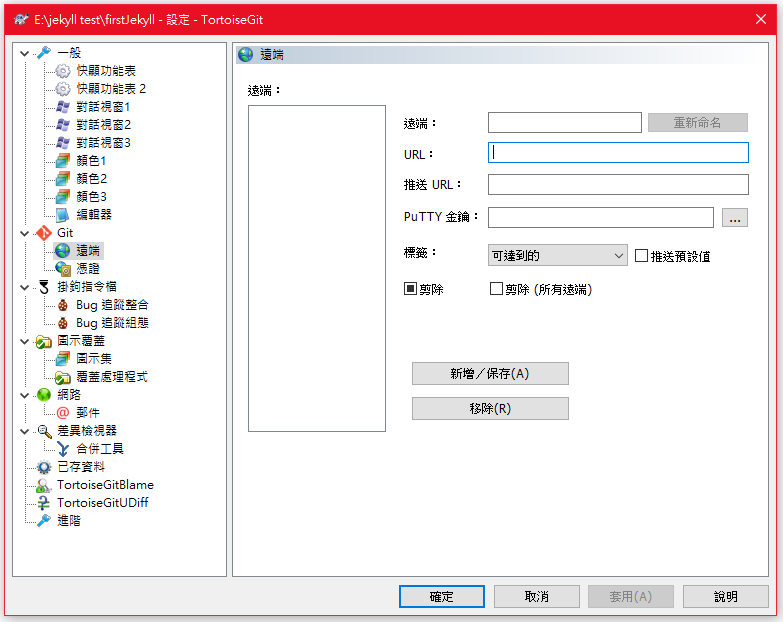 E:\jekyll test\firstJekyll - 設定 - TortoiseGit
一般
快顯功能表
快顯功能表 2
對話視窗1
對話視窗2
對話視窗3
顏色1
顏色2
顏色3
編輯器
Git
遠端
憑證
掛鉤指令檔
Bug 追蹤整合
Bug 追蹤組態
圖示覆蓋
圖示集
覆蓋處理程式
網路
郵件
差異檢視器
合併工具
已存資料
TortoiseGitBlame
TortoiseGitUDiff
進階
遠端
遠端：
遠端：
重新命名
URL：
推送 URL：
PuTTY 金鑰：
...
標籤：
可達到的
推送預設值
剪除
剪除 (所有遠端)
新增／保存(A)
移除(R)
確定
取消
套用(A)
說明